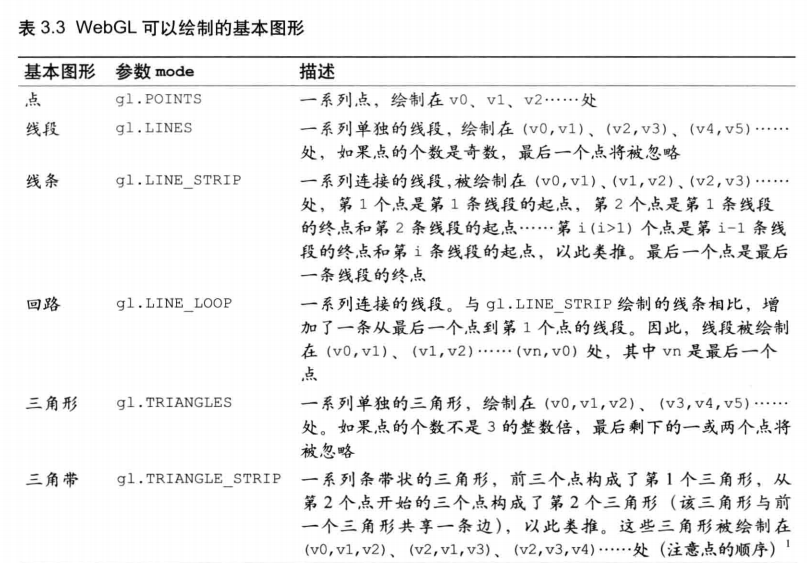 表 3.3 WebGL 可以绘制的基本图形
基本图形 参数 mode 描述
点 gl.POINTS 一系列点，绘制在 v0、v1、v2……处
线段 gl.LINES 一系列单独的线段，绘制在 (v0,v1)、(v2,v3)、(v4,v5)……
处，如果点的个数是奇数，最后一个点将被忽略
线条 gl.LINE_STRIP 一系列连接的线段，被绘制在 (v0,v1)、(v1,v2)、(v2,v3)……
处，第 1 个点是第 1 条线段的起点，第 2 个点是第 1 条线段
的终点和第 2 条线段的起点……第 i(i>1) 个点是第 i-1 条线
段的终点和第 i 条线段的起点，以此类推。最后一个点是最后
一条线段的终点
回路 gl.LINE_LOOP 一系列连接的线段。与 gl.LINE_STRIP 绘制的线条相比，增
加了一条从最后一个点到第 1 个点的线段。因此，线段被绘制
在 (v0,v1)、(v1,v2)……(vn,v0) 处，其中 vn 是最后一个
点
三角形 gl.TRIANGLES 一系列单独的三角形，绘制在 (v0,v1,v2)、(v3,v4,v5)……
处。如果点的个数不是 3 的整数倍，最后剩下的一或两个点将
被忽略
三角带 gl.TRIANGLE_STRIP 一系列条带状的三角形，前三个点构成了第 1 个三角形，从
第 2 个点开始的三个点构成了第 2 个三角形（该三角形与前
一个三角形共享一条边），以此类推。这些三角形被绘制在
(v0,v1,v2)、(v2,v1,v3)、(v2,v3,v4)……处（注意点的顺序）1